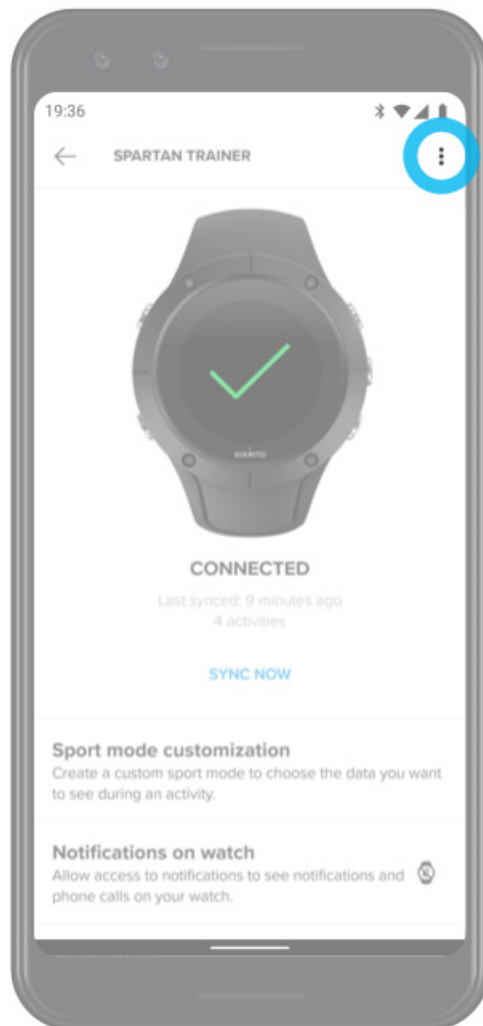 19:36
SPARTAN TRAINER
SUUNTO
CONNECTED
Last synced: 9 minutes ago
4 activities
SYNC NOW
Sport mode customization
Create a custom sport mode to choose the data you want
to see during an activity.
Notifications on watch
Allow access to notifications to see notifications and
phone calls on your watch.